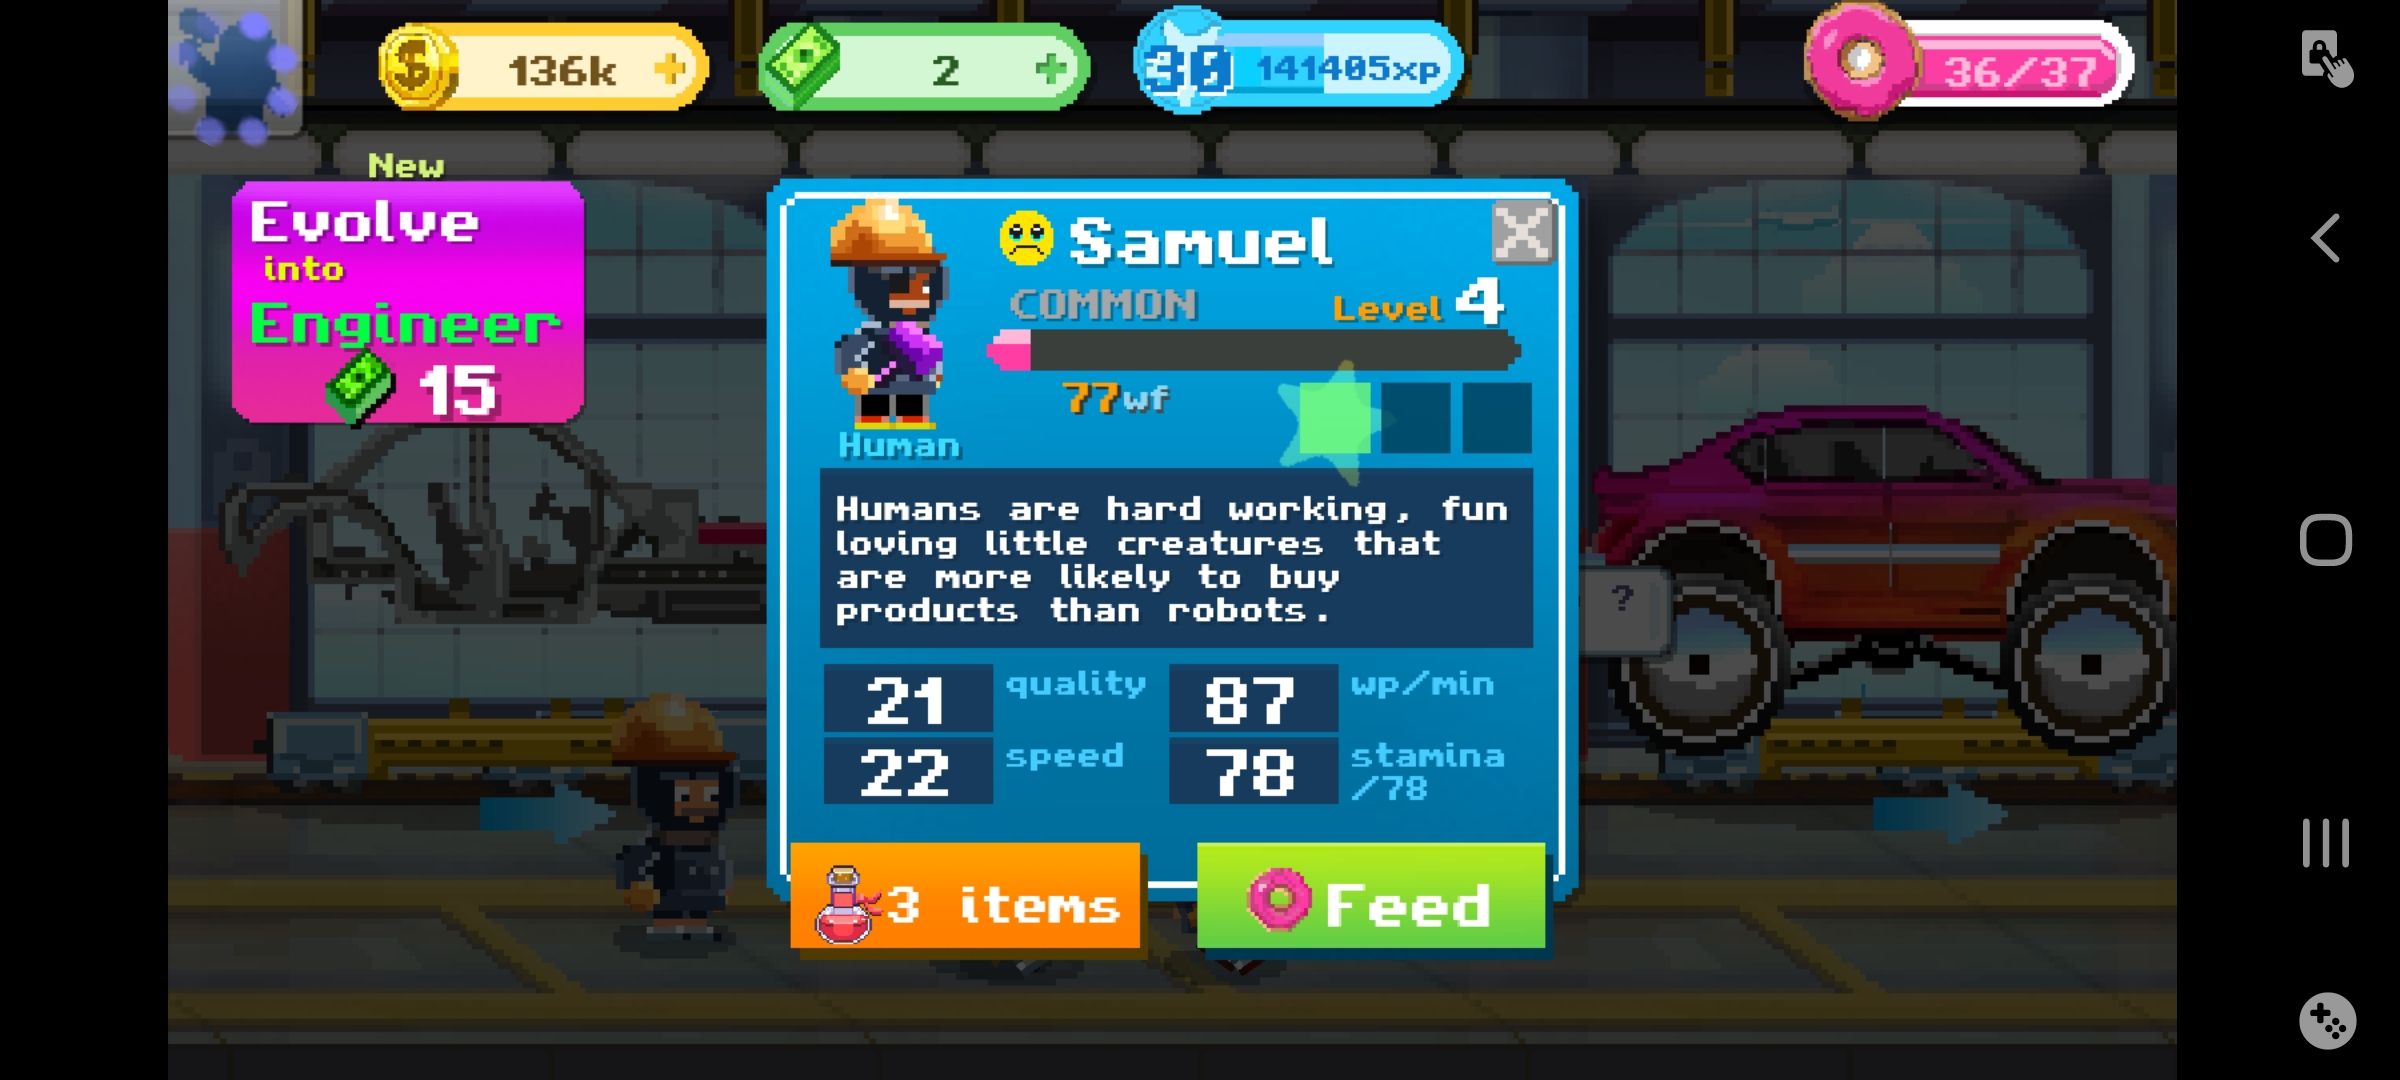 136k
2
30 141405xp
36/37
New
Evolve
into
Engineer
15
Samuel
COMMON
Level 4
77wf
Human
Humans are hard working, fun
loving little creatures that
are more likely to buy
products than robots.
?
21 quality
87 wp/min
22 speed
78 stamina
/78
3 items
Feed